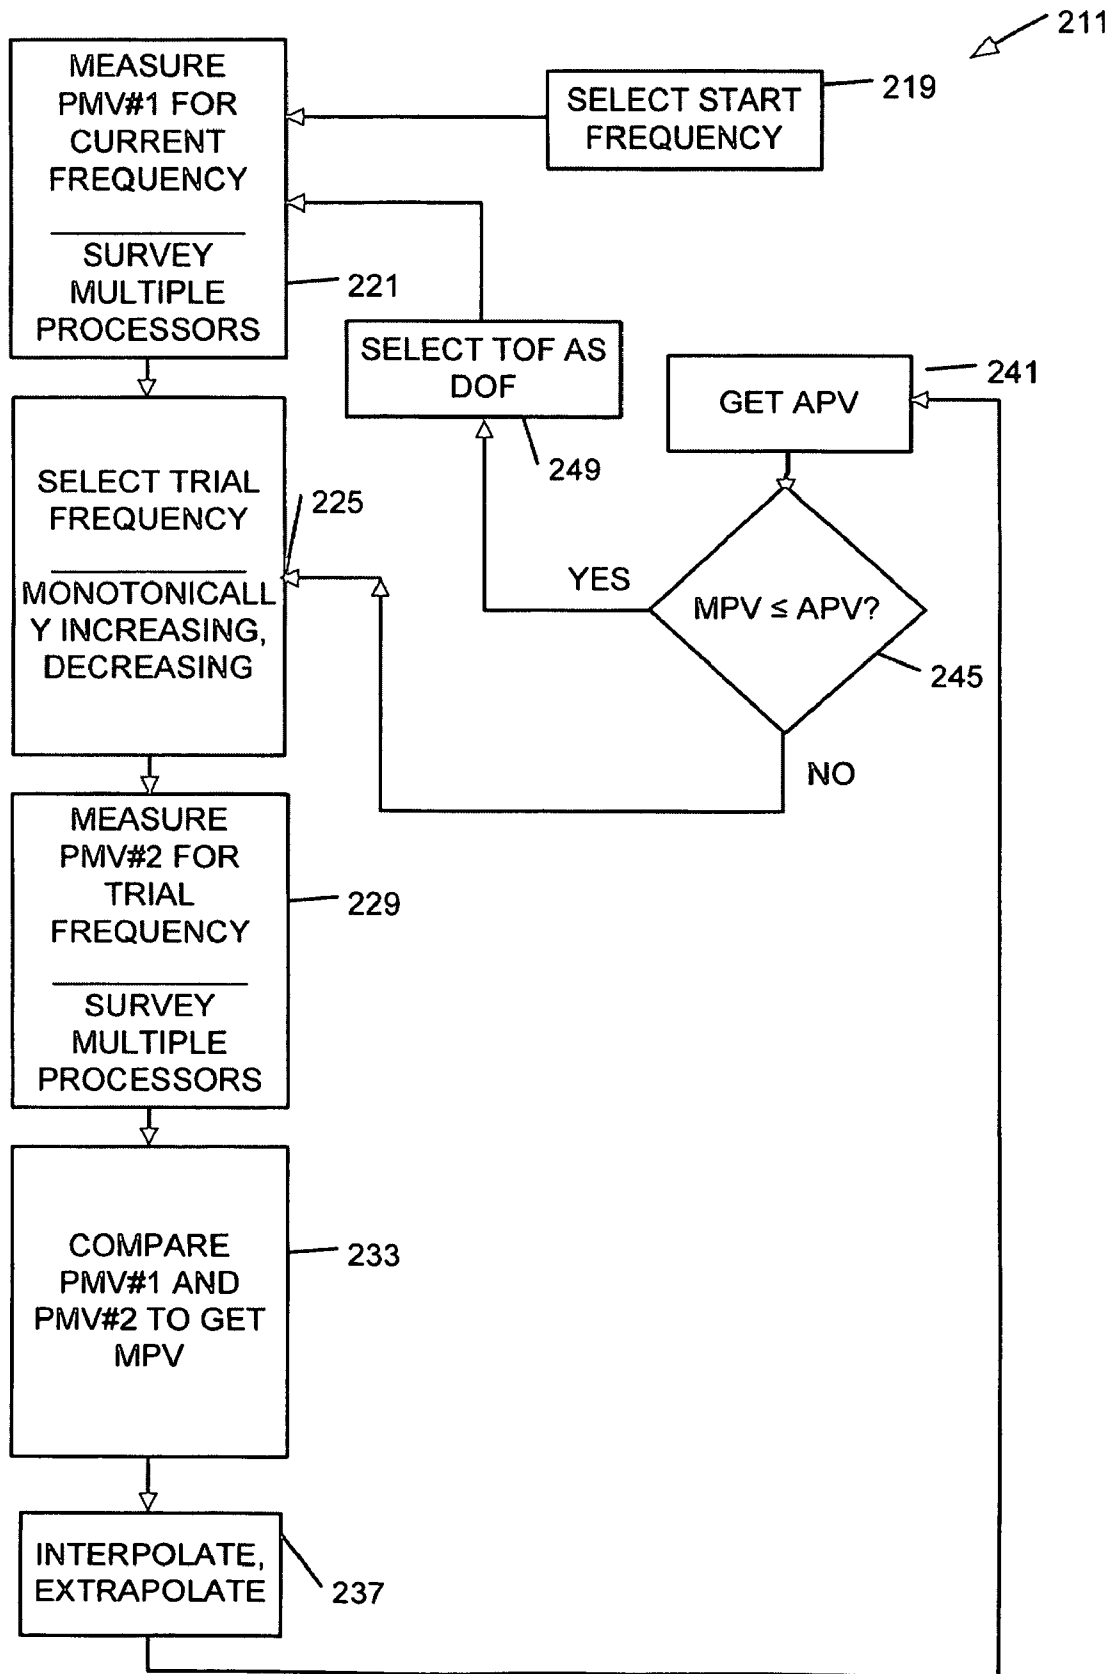 211
MEASURE
PMV#1 FOR
CURRENT
FREQUENCY
SURVEY
MULTIPLE
PROCESSORS
221
SELECT START
FREQUENCY
219
SELECT TOF AS
DOF
249
GET APV
241
SELECT TRIAL
FREQUENCY
MONOTONICALL
Y INCREASING,
DECREASING
225
YES
MPV ≤ APV?
245
NO
MEASURE
PMV#2 FOR
TRIAL
FREQUENCY
SURVEY
MULTIPLE
PROCESSORS
229
COMPARE
PMV#1 AND
PMV#2 TO GET
MPV
233
INTERPOLATE,
EXTRAPOLATE
237